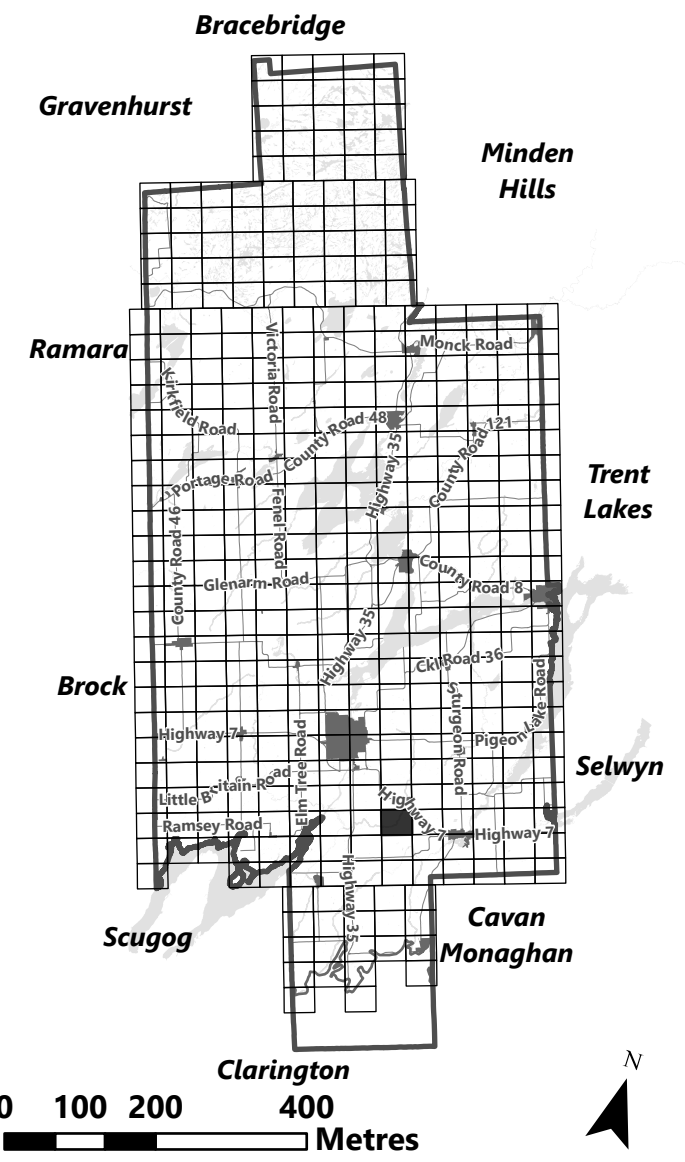 Bracebridge
Gravenhurst
Minden
Hills
Ramara
Monck Road
Victoria Road
Kirkfield Road
County Road 48
County Road 121
Highway 35
Portage Road
Trent
Lakes
Fenel Road
County Road 46
County Road 8
Glenarm Road
Highway 35
Ckl Road 36
Brock
Sturgeon Road
Pigeon Lake Road
Highway 7
Elm Tree Road
Selwyn
Little Britain Road
Highway 7
Ramsey Road
Highway 7
Highway 35
Scugog
Cavan
Monaghan
Clarington
N
0 100 200 400
Metres